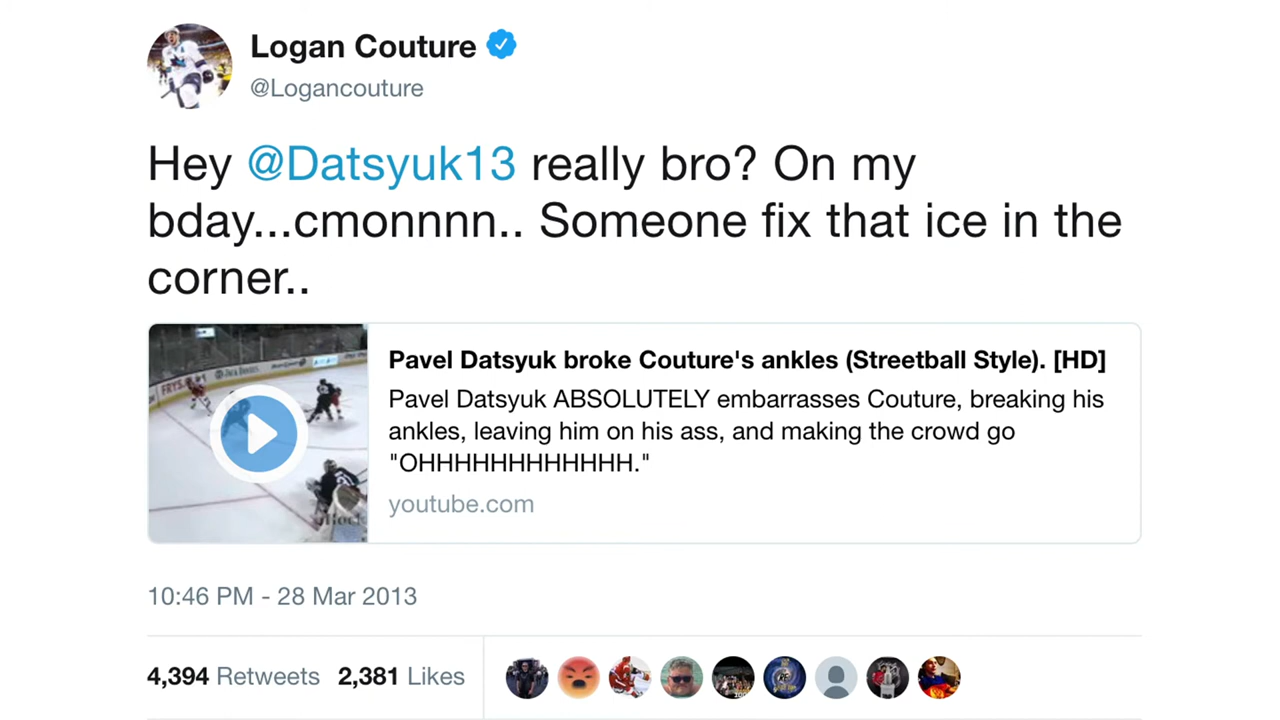 Logan Couture
@Logancouture
Hey @Datsyuk13 really bro? On my
bday...cmonnnn.. Someone fix that ice in the
corner..
Pavel Datsyuk broke Couture's ankles (Streetball Style). [HD]
Pavel Datsyuk ABSOLUTELY embarrasses Couture, breaking his
ankles, leaving him on his ass, and making the crowd go
"OHHHHHHHHHHHH."
youtube.com
FRYS
10:46 PM - 28 Mar 2013
4,394 Retweets 2,381 Likes